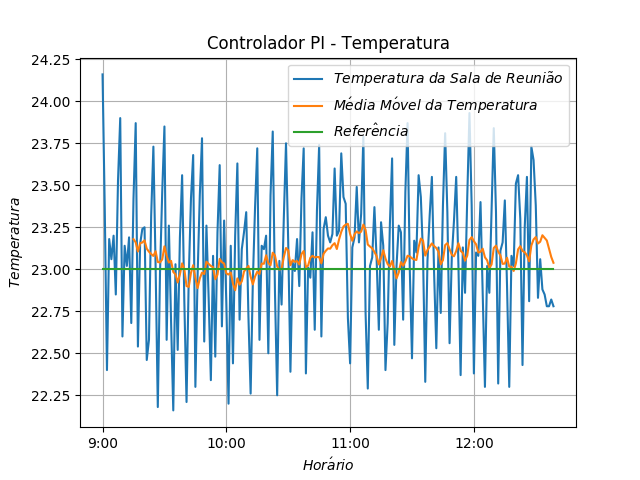 Controlador PI - Temperatura
Temperatura da Sala de Reunião
Média Móvel da Temperatura
Referência
24.25
24.00
23.75
23.50
23.25
23.00
22.75
22.50
22.25
Temperatura
9:00 10:00 11:00 12:00
Horário